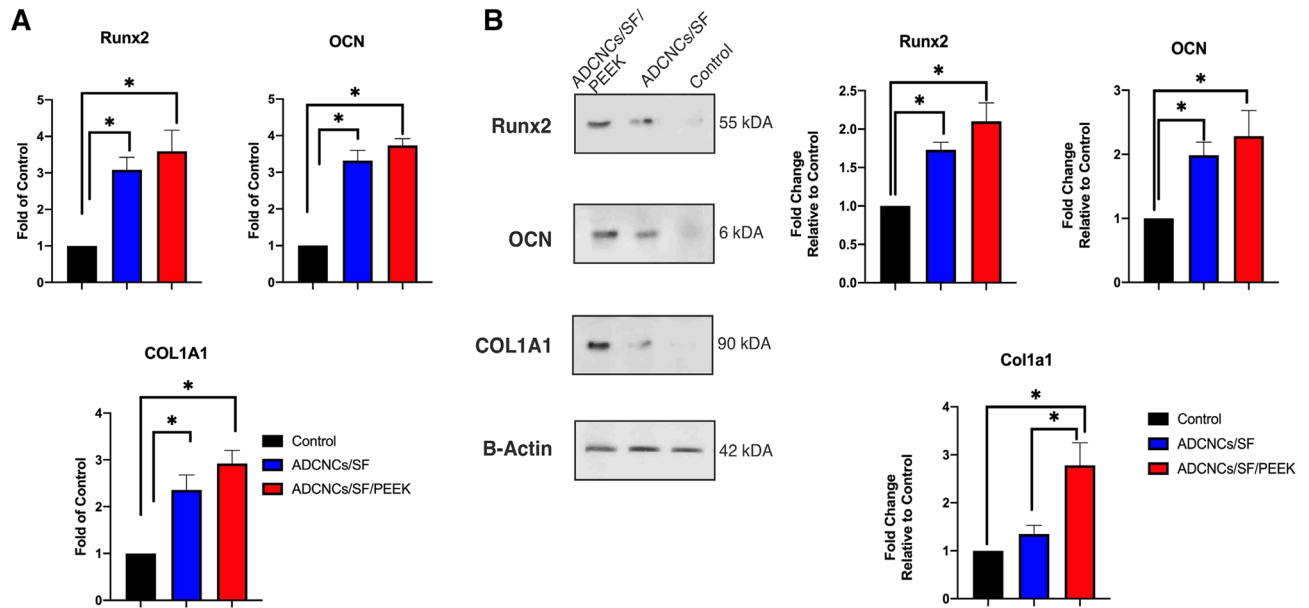 A
Runx2
*
*
Fold of Control
5
4
3
2
1
0
OCN
*
*
Fold of Control
5
4
3
2
1
0
COL1A1
*
*
Fold of Control
4
3
2
1
0
Control
ADCNCs/SF
ADCNCs/SF/PEEK
B
ADCNCs/SF/
PEEK
ADCNCs/SF
Control
Runx2
55 kDA
OCN
6 kDA
COL1A1
90 kDA
B-Actin
42 kDA
Runx2
*
*
Fold Change
Relative to Control
2.5
2.0
1.5
1.0
0.5
0.0
OCN
*
*
Fold Change
Relative to Control
3
2
1
0
Col1a1
*
*
Fold Change
Relative to Control
4
3
2
1
0
Control
ADCNCs/SF
ADCNCs/SF/PEEK